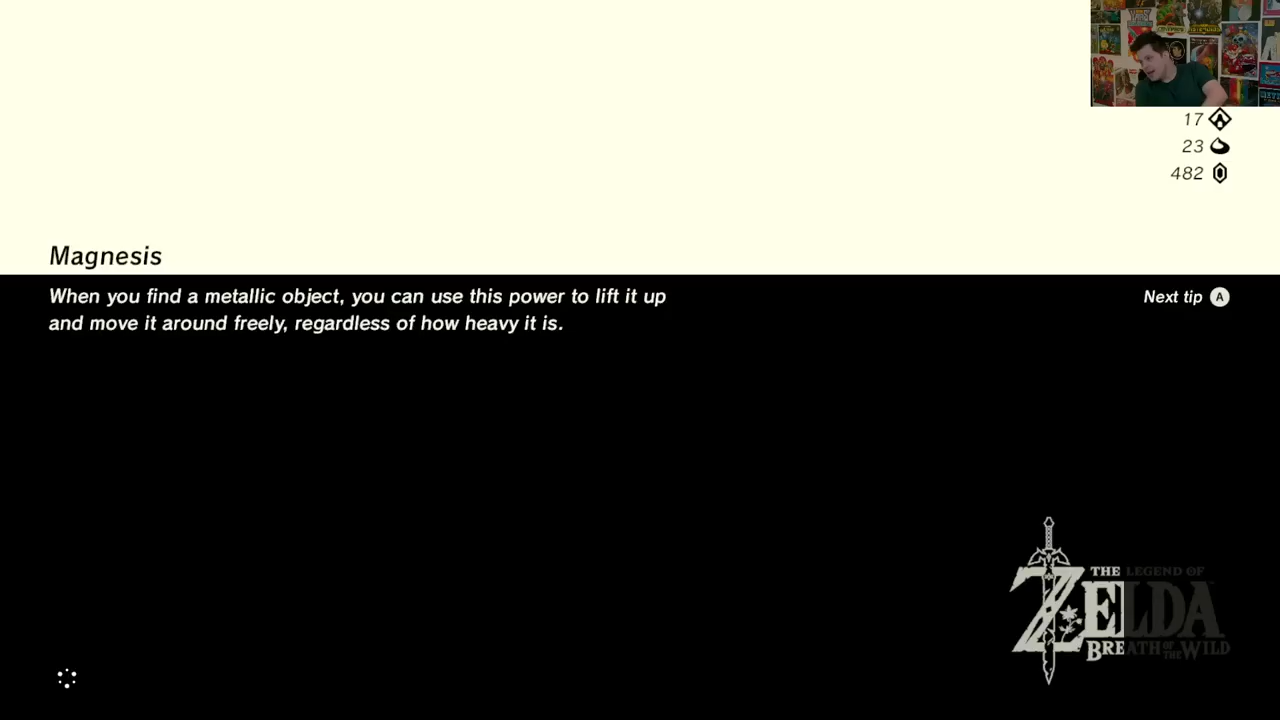 17
23
482
Magnesis
When you find a metallic object, you can use this power to lift it up
and move it around freely, regardless of how heavy it is.
Next tip A
THE LEGEND OF
ZELDA
BREATH OF THE WILD